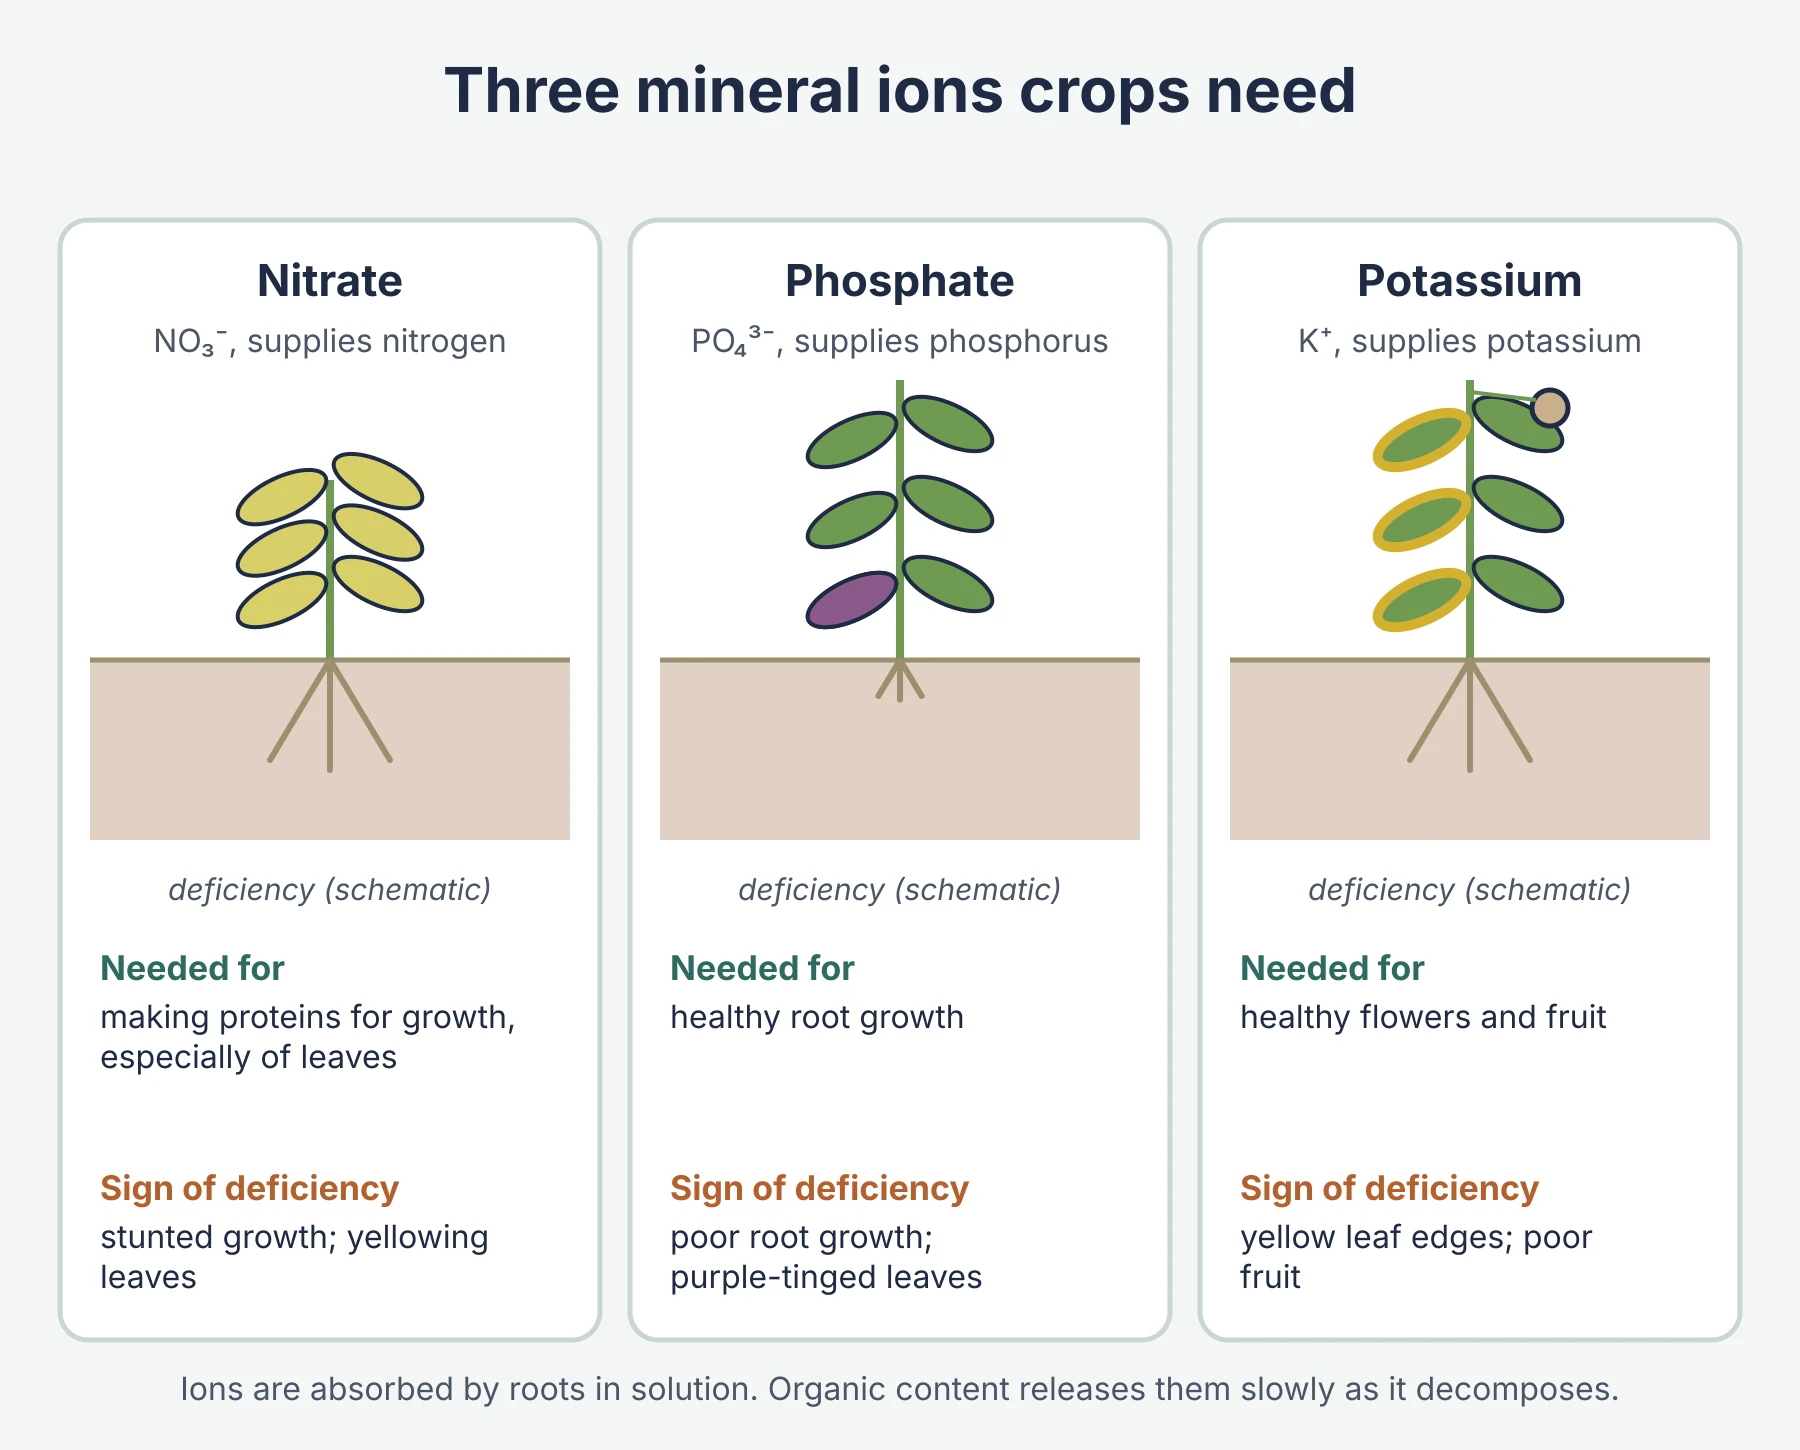 Three mineral ions crops need
Nitrate
NO₃⁻, supplies nitrogen
deficiency (schematic)
Needed for
making proteins for growth,
especially of leaves
Sign of deficiency
stunted growth; yellowing
leaves
Phosphate
PO₄³⁻, supplies phosphorus
deficiency (schematic)
Needed for
healthy root growth
Sign of deficiency
poor root growth;
purple-tinged leaves
Potassium
K⁺, supplies potassium
deficiency (schematic)
Needed for
healthy flowers and fruit
Sign of deficiency
yellow leaf edges; poor
fruit
Ions are absorbed by roots in solution. Organic content releases them slowly as it decomposes.